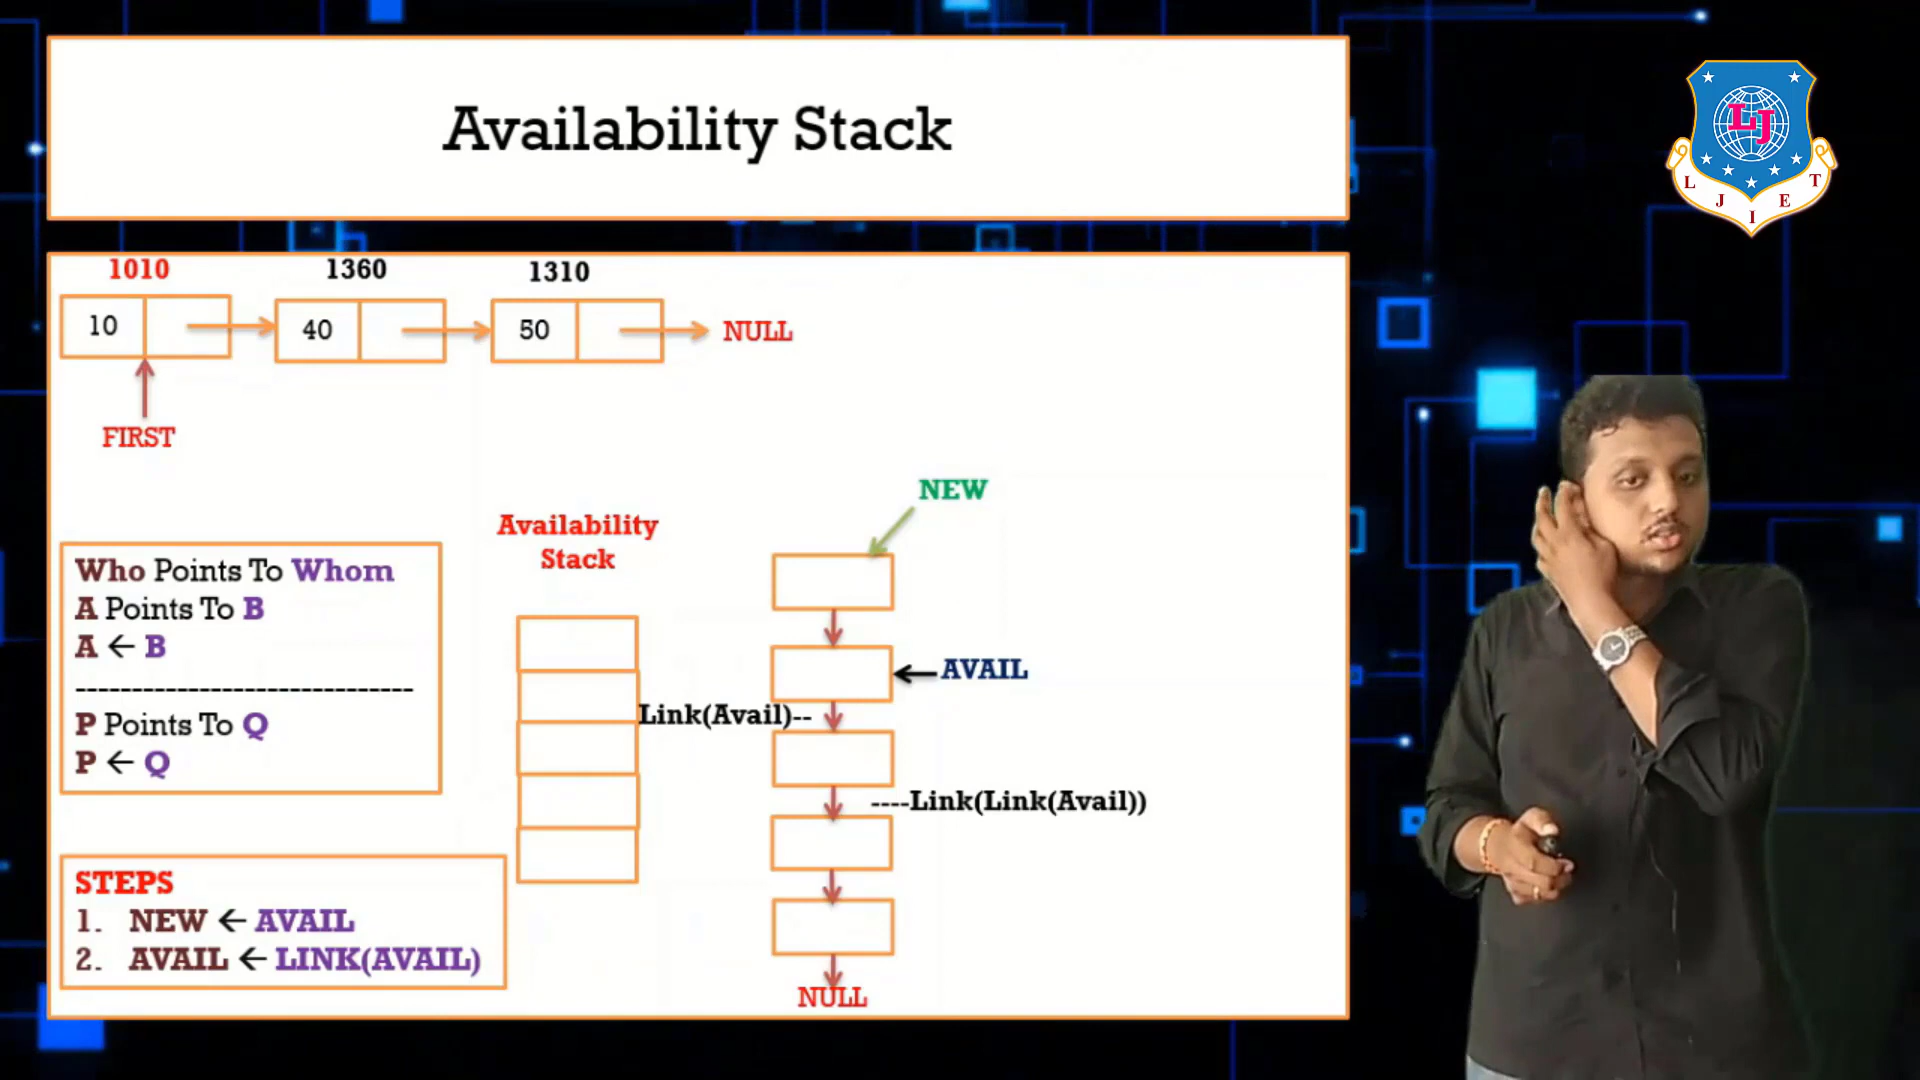 Availability Stack
LJ
L J I E T
1010 1360 1310
10 40 50 NULL
FIRST
NEW
Availability
Stack
Who Points To Whom
A Points To B
A ← B
------------------------------
P Points To Q
P ← Q
AVAIL
Link(Avail)--
----Link(Link(Avail))
STEPS
1. NEW ← AVAIL
2. AVAIL ← LINK(AVAIL)
NULL